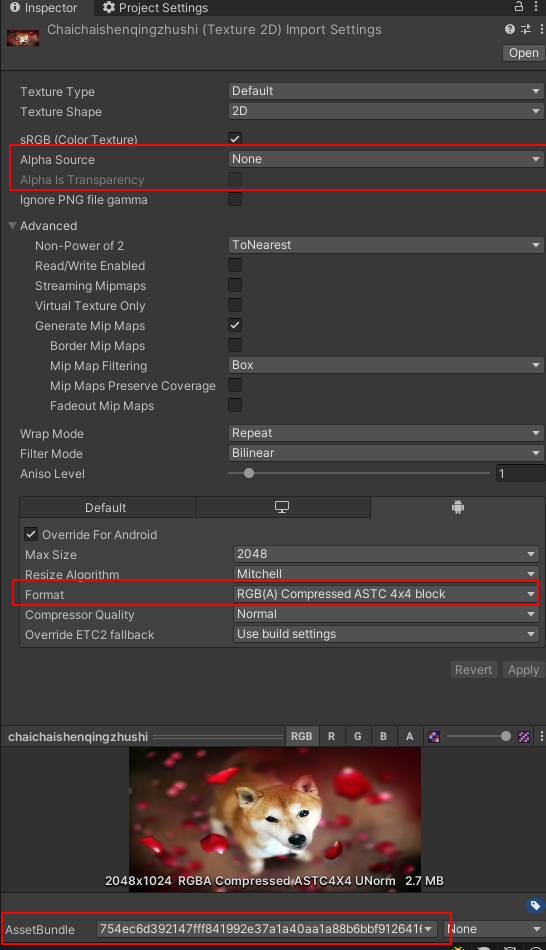 Inspector
Project Settings
Chaichaishenqingzhushi (Texture 2D) Import Settings
Open
Texture Type Default
Texture Shape 2D
sRGB (Color Texture)
Alpha Source None
Alpha Is Transparency
Ignore PNG file gamma
Advanced
Non-Power of 2 ToNearest
Read/Write Enabled
Streaming Mipmaps
Virtual Texture Only
Generate Mip Maps
Border Mip Maps
Mip Map Filtering Box
Mip Maps Preserve Coverage
Fadeout Mip Maps
Wrap Mode Repeat
Filter Mode Bilinear
Aniso Level 1
Default
Override For Android
Max Size 2048
Resize Algorithm Mitchell
Format RGB(A) Compressed ASTC 4x4 block
Compressor Quality Normal
Override ETC2 fallback Use build settings
Revert Apply
chaichaishenqingzhushi RGB R G B A
2048x1024 RGBA Compressed ASTC4X4 UNorm 2.7 MB
AssetBundle 754ec6d392147fff841992e37a1a40aa1a88b6bbf9126416 None